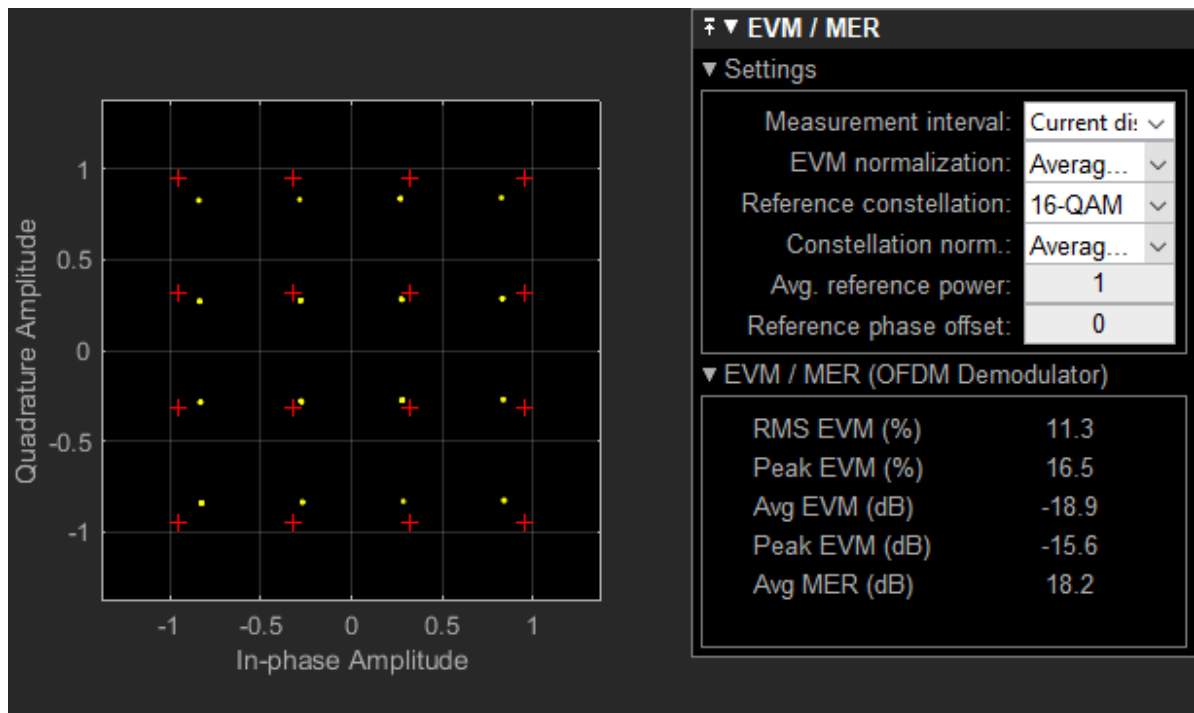 EVM / MER
Settings
Measurement interval: Current di
EVM normalization: Averag...
Reference constellation: 16-QAM
Constellation norm.: Averag...
Avg. reference power: 1
Reference phase offset: 0
EVM / MER (OFDM Demodulator)
RMS EVM (%) 11.3
Peak EVM (%) 16.5
Avg EVM (dB) -18.9
Peak EVM (dB) -15.6
Avg MER (dB) 18.2
Quadrature Amplitude
1
0.5
0
-0.5
-1
-1 -0.5 0 0.5 1
In-phase Amplitude